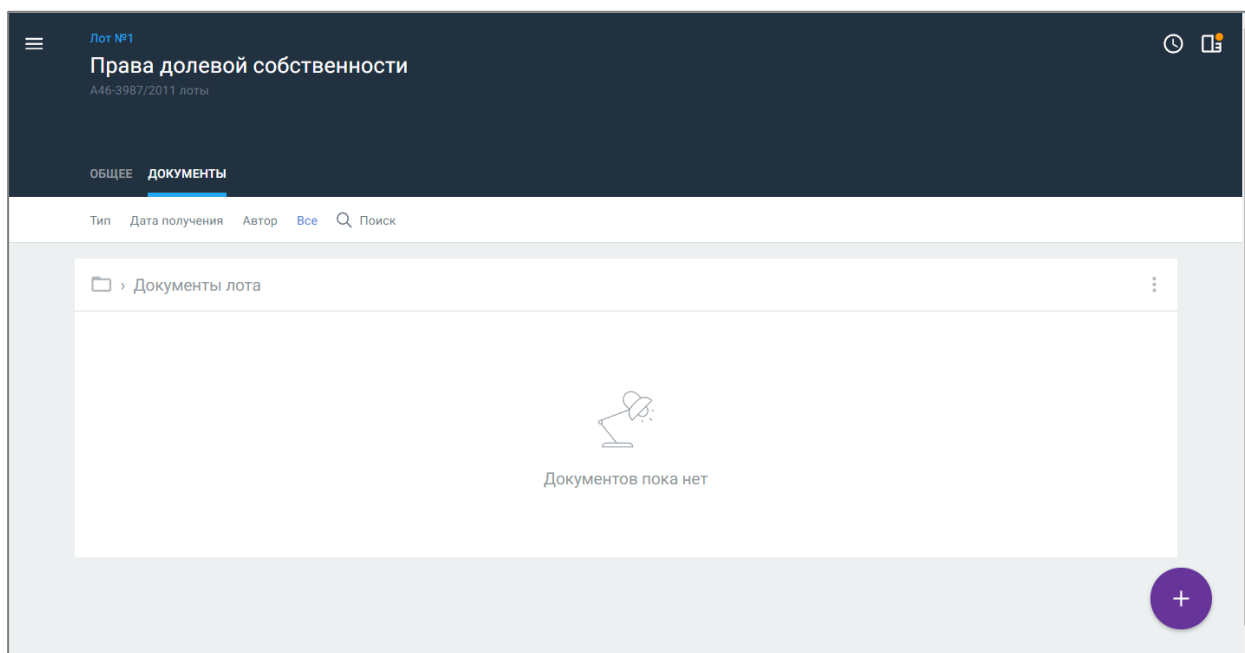 Лот №1
Права долевой собственности
А46-3987/2011 лоты
ОБЩЕЕ ДОКУМЕНТЫ
Тип Дата получения Автор Все Поиск
› Документы лота
Документов пока нет
+